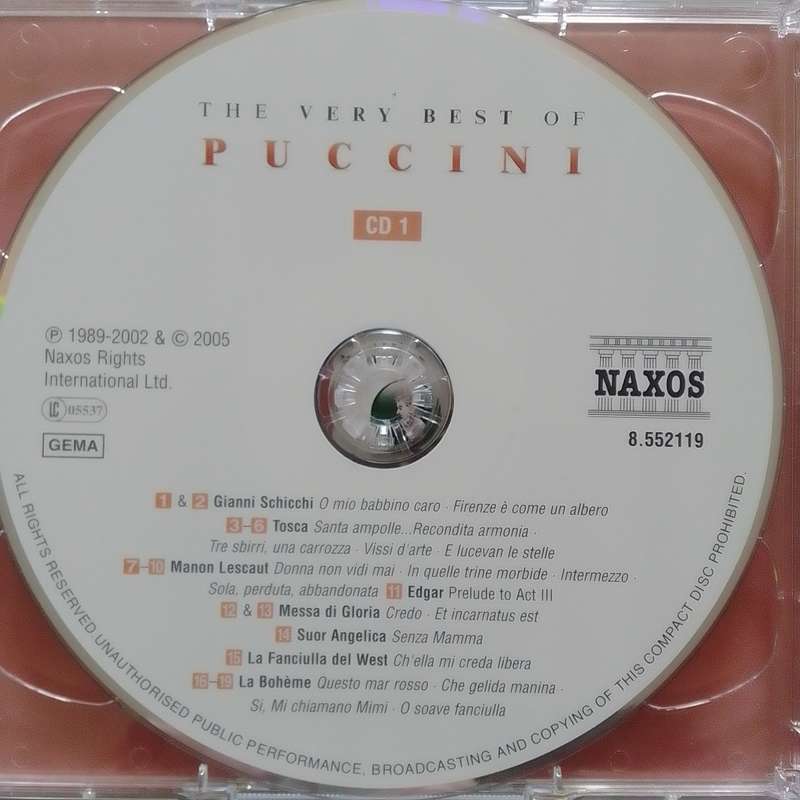 THE VERY BEST OF
PUCCINI
CD 1
℗ 1989-2002 & © 2005
Naxos Rights
International Ltd.
LC 05537
GEMA
NAXOS
8.552119
1 & 2 Gianni Schicchi O mio babbino caro · Firenze è come un albero
3–6 Tosca Santa ampolle...Recondita armonia ·
Tre sbirri, una carrozza · Vissi d'arte · E lucevan le stelle
7–10 Manon Lescaut Donna non vidi mai · In quelle trine morbide · Intermezzo ·
Sola, perduta, abbandonata 11 Edgar Prelude to Act III
12 & 13 Messa di Gloria Credo · Et incarnatus est
14 Suor Angelica Senza Mamma
15 La Fanciulla del West Ch'ella mi creda libera
16–19 La Bohème Questo mar rosso · Che gelida manina ·
Si, Mi chiamano Mimi · O soave fanciulla
ALL RIGHTS RESERVED. UNAUTHORISED PUBLIC PERFORMANCE, BROADCASTING AND COPYING OF THIS COMPACT DISC PROHIBITED.